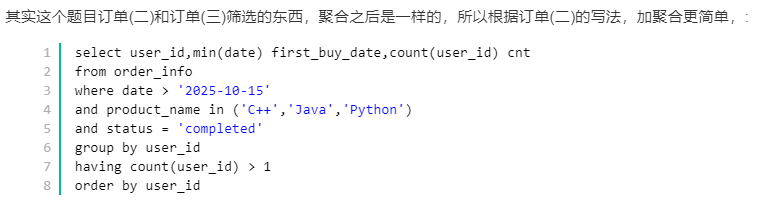 其实这个题目订单(二)和订单(三)筛选的东西，聚合之后是一样的，所以根据订单(二)的写法，加聚合更简单，:
1 select user_id,min(date) first_buy_date,count(user_id) cnt
2 from order_info
3 where date > '2025-10-15'
4 and product_name in ('C++','Java','Python')
5 and status = 'completed'
6 group by user_id
7 having count(user_id) > 1
8 order by user_id